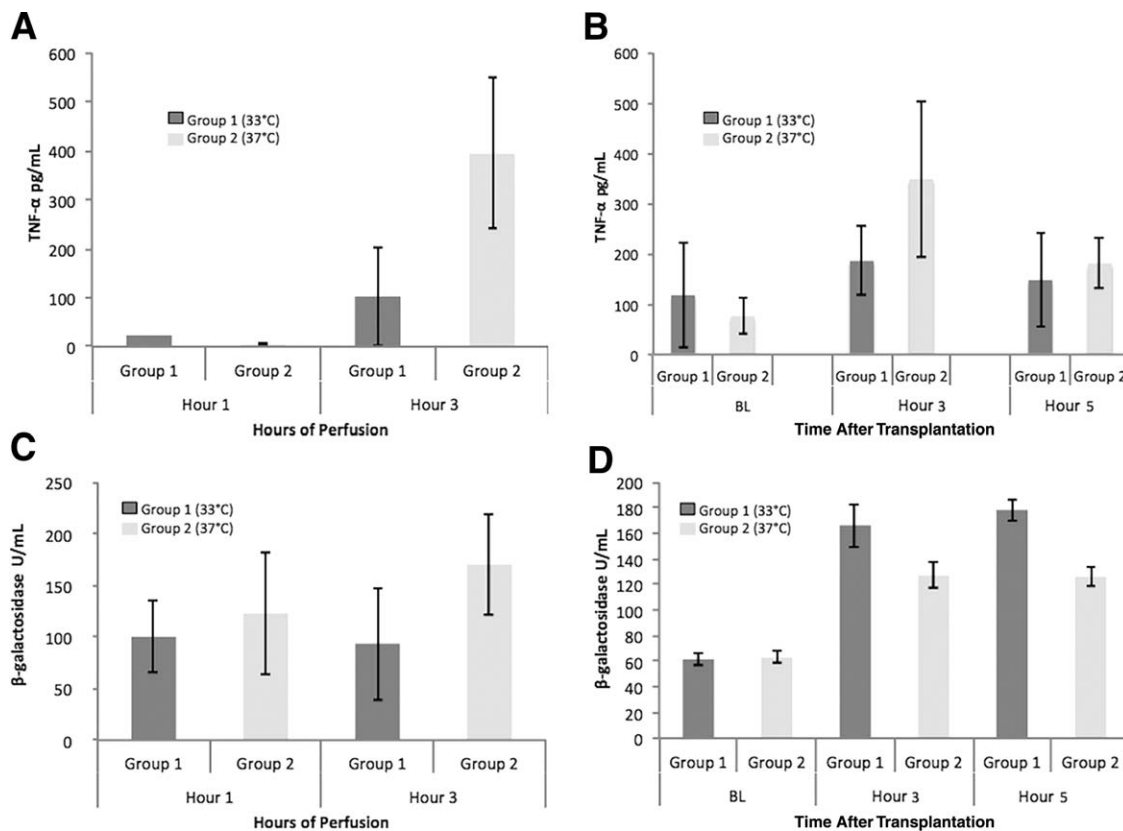 A
600
500
400
300
200
100
0
TNF-α pg/mL
Group 1 (33°C)
Group 2 (37°C)
Group 1 Group 2 Group 1 Group 2
Hour 1 Hour 3
Hours of Perfusion
B
600
500
400
300
200
100
0
TNF-α pg/mL
Group 1 (33°C)
Group 2 (37°C)
Group 1 Group 2 Group 1 Group 2 Group 1 Group 2
BL Hour 3 Hour 5
Time After Transplantation
C
250
200
150
100
50
0
β-galactosidase U/mL
Group 1 (33°C)
Group 2 (37°C)
Group 1 Group 2 Group 1 Group 2
Hour 1 Hour 3
Hours of Perfusion
D
200
180
160
140
120
100
80
60
40
20
0
β-galactosidase U/mL
Group 1 (33°C)
Group 2 (37°C)
Group 1 Group 2 Group 1 Group 2 Group 1 Group 2
BL Hour 3 Hour 5
Time After Transplantation